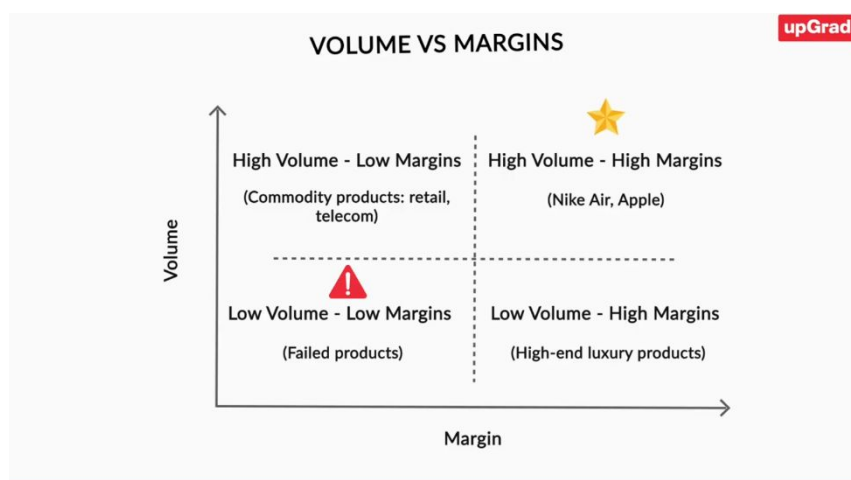 upGrad
VOLUME VS MARGINS
High Volume - Low Margins
(Commodity products: retail,
telecom)
High Volume - High Margins
(Nike Air, Apple)
Volume
Low Volume - Low Margins
(Failed products)
Low Volume - High Margins
(High-end luxury products)
Margin